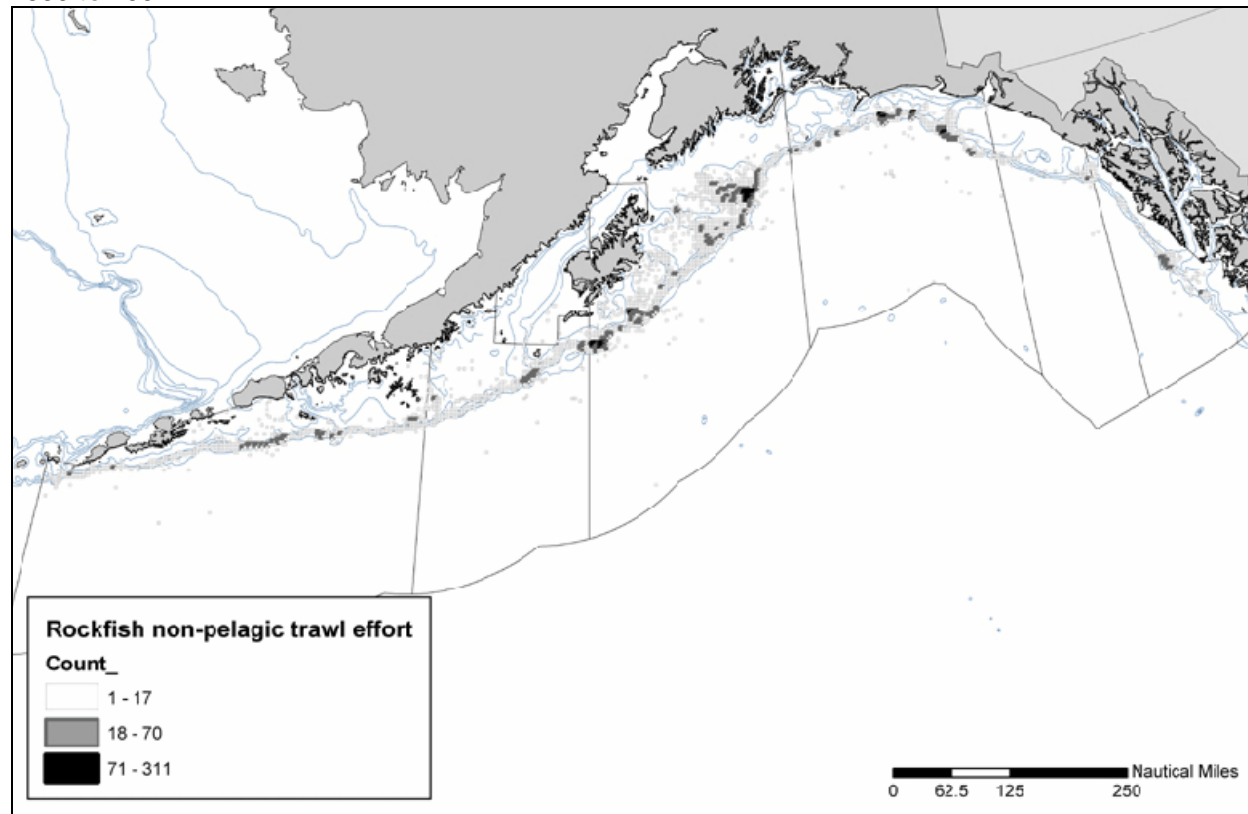 Rockfish non-pelagic trawl effort
Count_
1 - 17
18 - 70
71 - 311
Nautical Miles
0 62.5 125 250